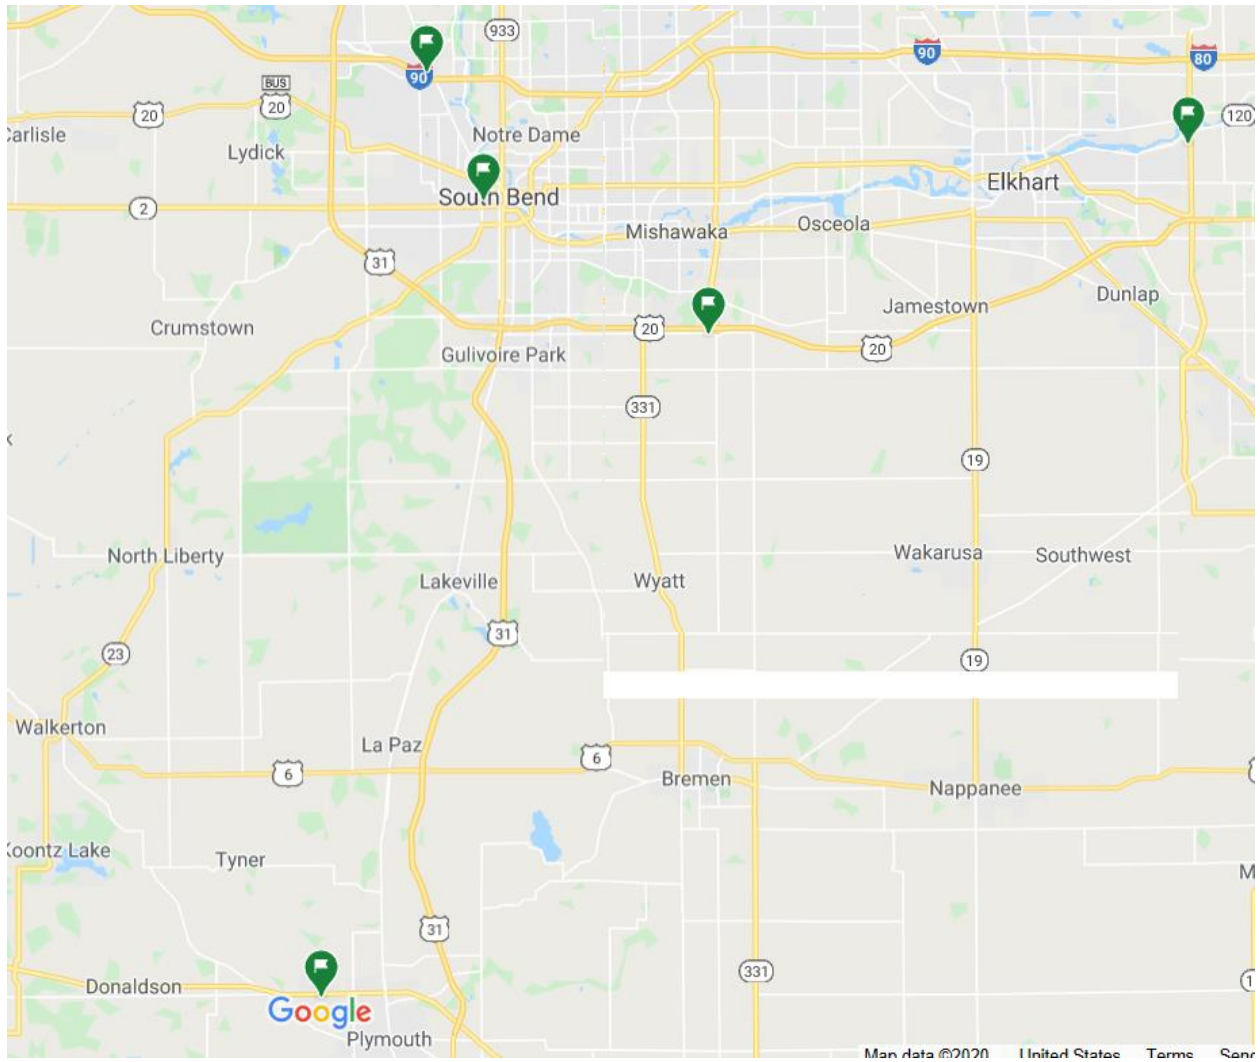 933
90
90
80
BUS
20
20
120
Carlisle
Notre Dame
Lydick
Elkhart
South Bend
2
Mishawaka
Osceola
31
Dunlap
Jamestown
Crumstown
20
20
Gulivoire Park
331
19
North Liberty
Wakarusa
Southwest
Lakeville
Wyatt
31
23
19
Walkerton
La Paz
6
6
Bremen
Nappanee
Koontz Lake
Tyner
M
31
331
Donaldson
1
Google
Plymouth
Map data ©2020 United States Terms Send